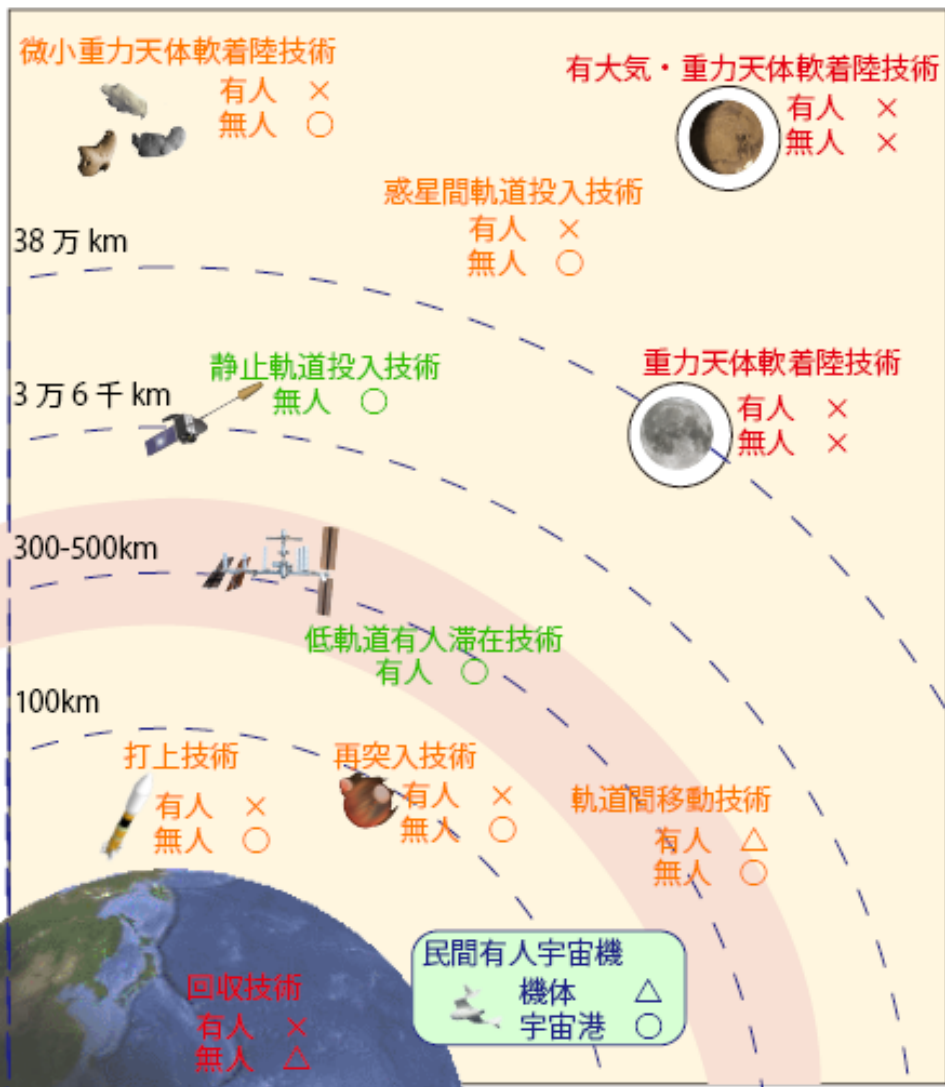 微小重力天体軟着陸技術
有人 ×
無人 ○
有大気・重力天体軟着陸技術
有人 ×
無人 ×
惑星間軌道投入技術
有人 ×
無人 ○
38 万 km
重力天体軟着陸技術
有人 ×
無人 ×
静止軌道投入技術
無人 ○
3 万 6 千 km
300-500km
低軌道有人滞在技術
有人 ○
100km
打上技術
有人 ×
無人 ○
再突入技術
有人 ×
無人 ○
軌道間移動技術
有人 △
無人 ○
民間有人宇宙機
機体 △
宇宙港 ○
回収技術
有人 ×
無人 △